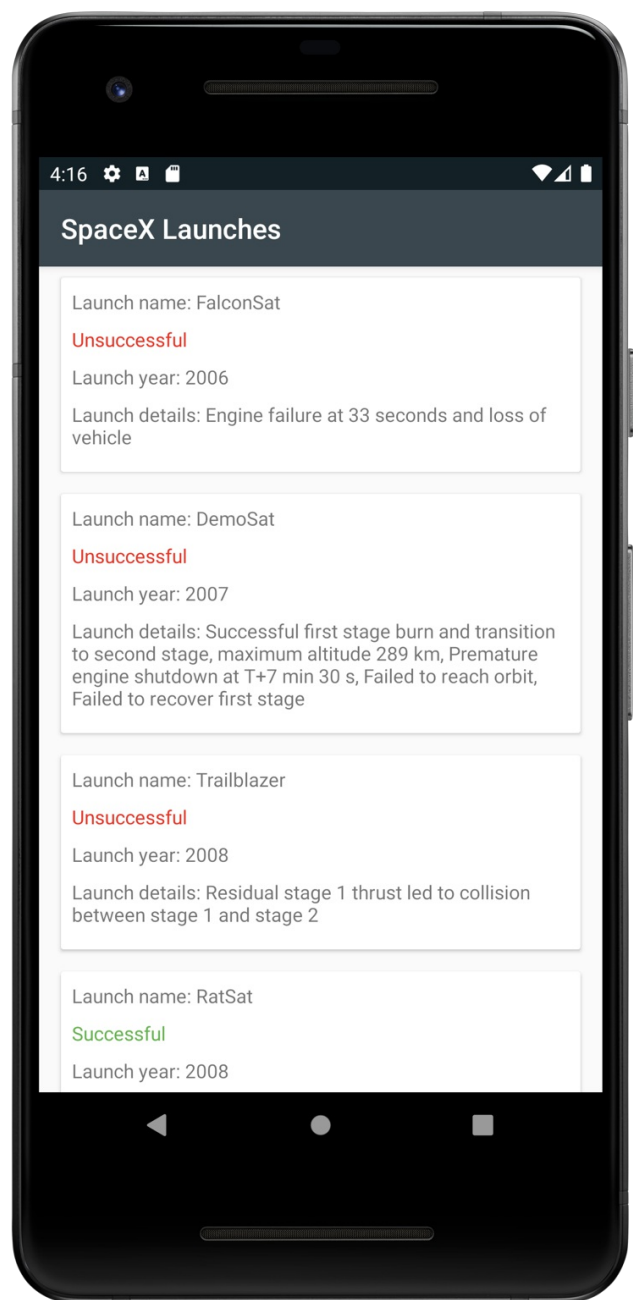 4:16
SpaceX Launches
Launch name: FalconSat
Unsuccessful
Launch year: 2006
Launch details: Engine failure at 33 seconds and loss of
vehicle
Launch name: DemoSat
Unsuccessful
Launch year: 2007
Launch details: Successful first stage burn and transition
to second stage, maximum altitude 289 km, Premature
engine shutdown at T+7 min 30 s, Failed to reach orbit,
Failed to recover first stage
Launch name: Trailblazer
Unsuccessful
Launch year: 2008
Launch details: Residual stage 1 thrust led to collision
between stage 1 and stage 2
Launch name: RatSat
Successful
Launch year: 2008